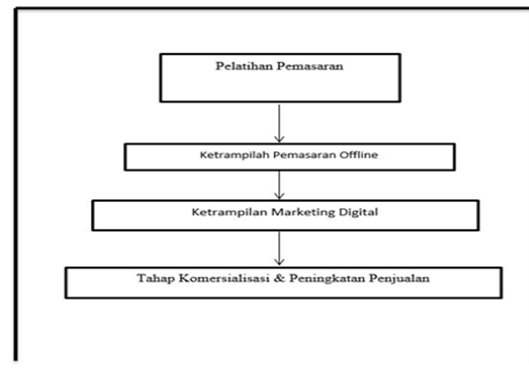 Pelatihan Pemasaran
Ketrampilah Pemasaran Offline
Ketrampilan Marketing Digital
Tahap Komersialisasi & Peningkatan Penjualan